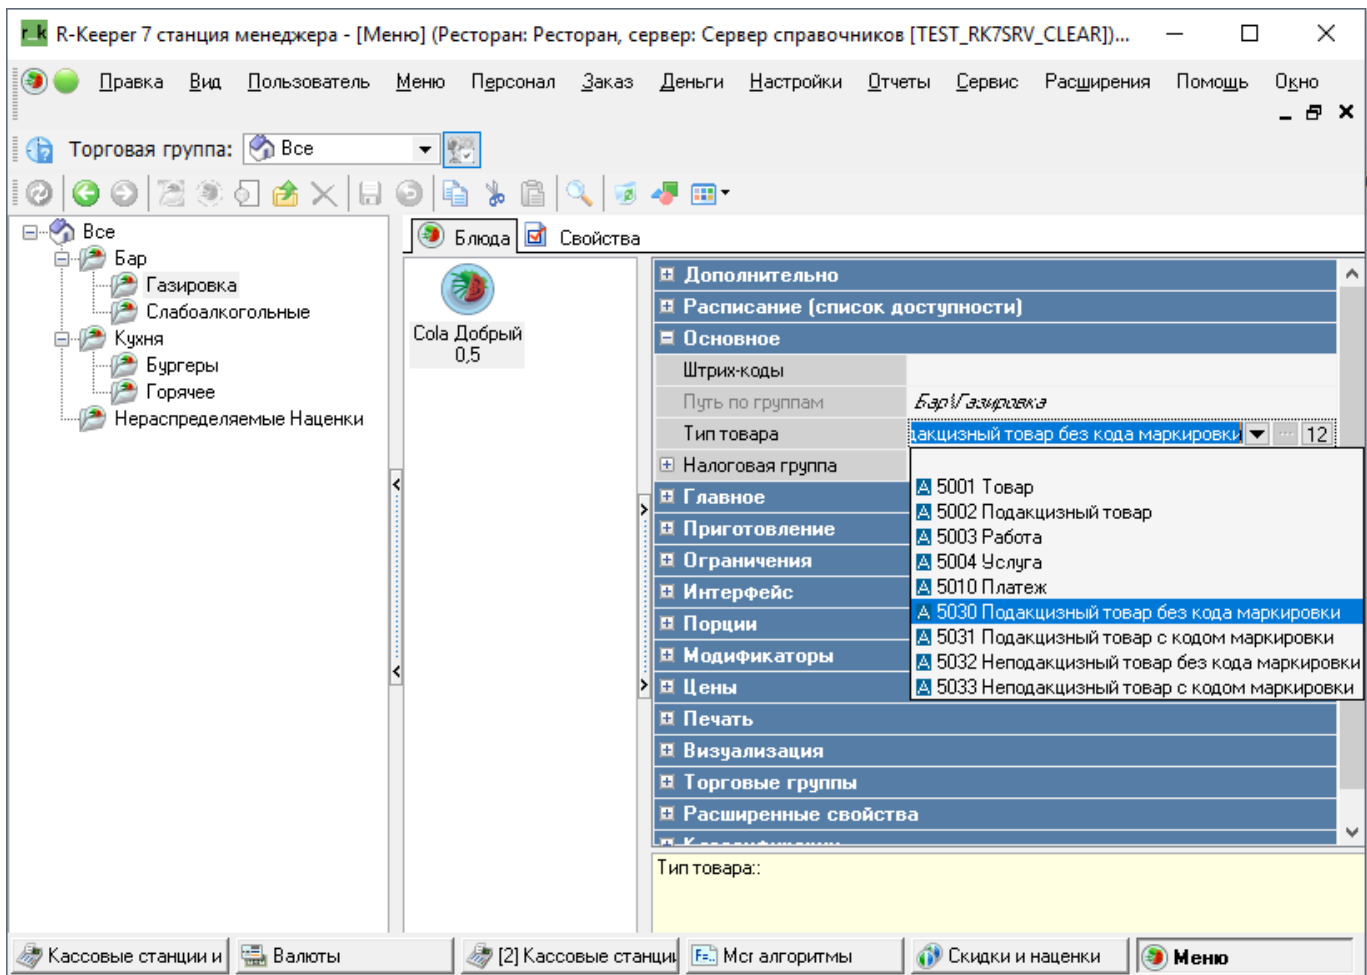 r_k R-Keeper 7 станция менеджера - [Меню] (Ресторан: Ресторан, сервер: Сервер справочников [TEST_RK7SRV_CLEAR])...
Правка Вид Пользователь Меню Персонал Заказ Деньги Настройки Отчеты Сервис Расширения Помощь Окно
Торговая группа: Все
Все
Бар
Газировка
Слабоалкогольные
Кухня
Бургеры
Горячее
Нераспределяемые Наценки
Блюда Свойства
Cola Добрый
0,5
Дополнительно
Расписание (список доступности)
Основное
Штрих-коды
Путь по группам Бар\Газировка
Тип товара дакцизный товар без кода маркировки ... 12
Налоговая группа
Главное
Приготовление
Ограничения
Интерфейс
Порции
Модификаторы
Цены
Печать
Визуализация
Торговые группы
Расширенные свойства
A 5001 Товар
A 5002 Подакцизный товар
A 5003 Работа
A 5004 Услуга
A 5010 Платеж
A 5030 Подакцизный товар без кода маркировки
A 5031 Подакцизный товар с кодом маркировки
A 5032 Неподакцизный товар без кода маркировки
A 5033 Неподакцизный товар с кодом маркировки
Тип товара::
Кассовые станции и Валюты [2] Кассовые станции F=.. Мcr алгоритмы Скидки и наценки Меню